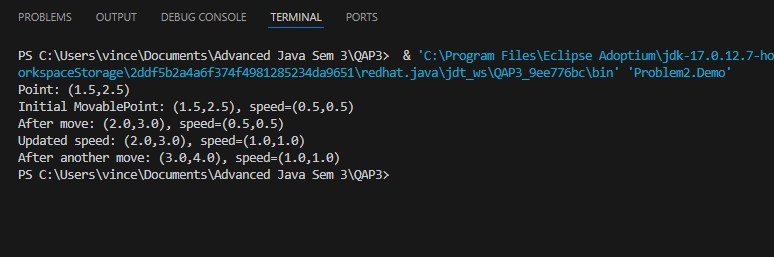 PROBLEMS OUTPUT DEBUG CONSOLE TERMINAL PORTS
PS C:\Users\vince\Documents\Advanced Java Sem 3\QAP3>  & 'C:\Program Files\Eclipse Adoptium\jdk-17.0.12.7-ho
orkspaceStorage\2ddf5b2a4a6f374f4981285234da9651\redhat.java\jdt_ws\QAP3_9ee776bc\bin' 'Problem2.Demo'
Point: (1.5,2.5)
Initial MovablePoint: (1.5,2.5), speed=(0.5,0.5)
After move: (2.0,3.0), speed=(0.5,0.5)
Updated speed: (2.0,3.0), speed=(1.0,1.0)
After another move: (3.0,4.0), speed=(1.0,1.0)
PS C:\Users\vince\Documents\Advanced Java Sem 3\QAP3>